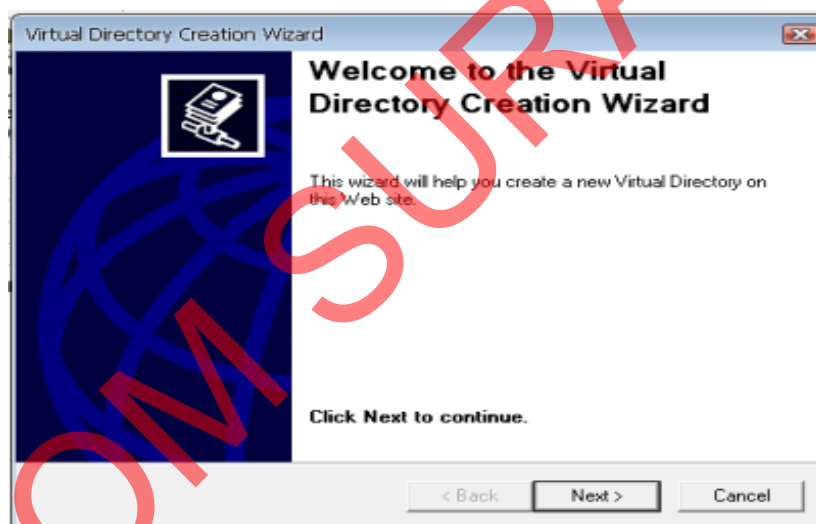 Virtual Directory Creation Wizard
Welcome to the Virtual
Directory Creation Wizard
This wizard will help you create a new Virtual Directory on
this Web site.
Click Next to continue.
< Back
Next >
Cancel
OM SURA